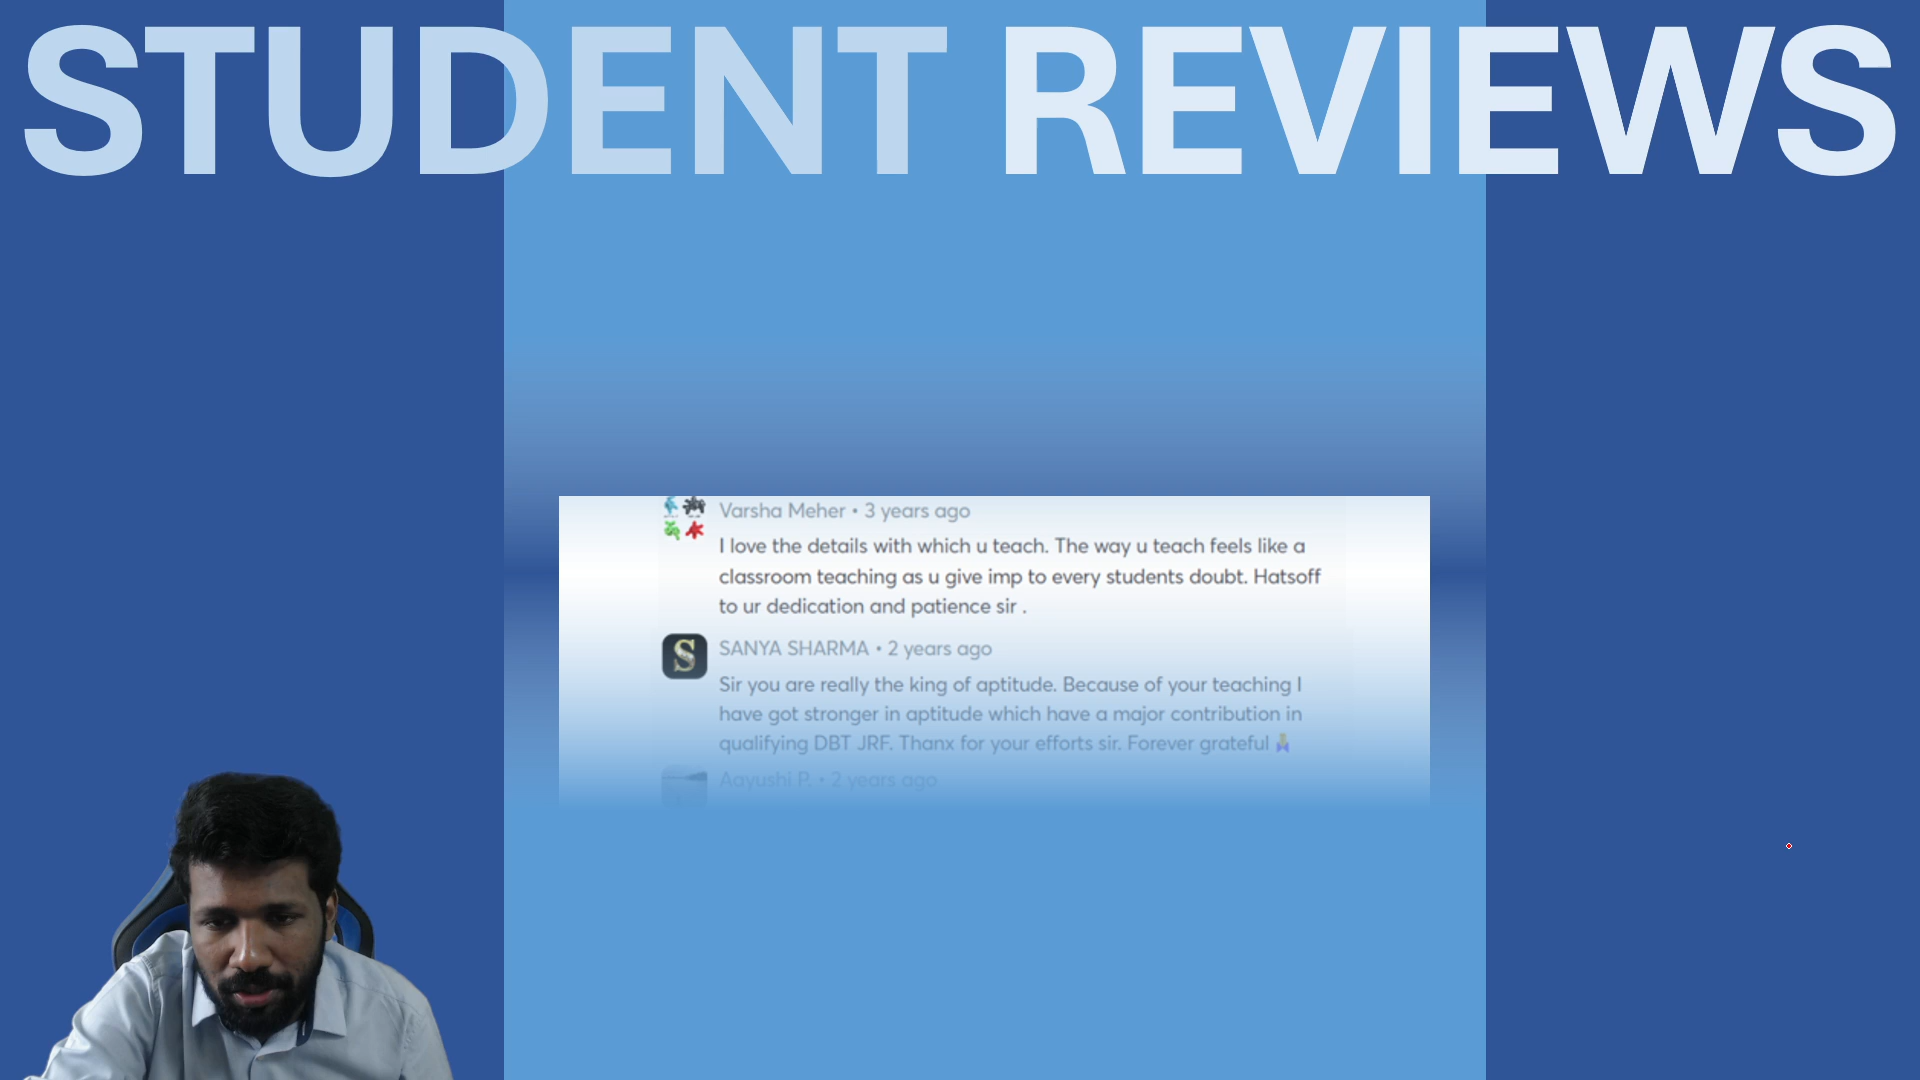 STUDENT REVIEWS
Varsha Meher • 3 years ago
I love the details with which u teach. The way u teach feels like a
classroom teaching as u give imp to every students doubt. Hatsoff
to ur dedication and patience sir .
S
SANYA SHARMA • 2 years ago
Sir you are really the king of aptitude. Because of your teaching I
have got stronger in aptitude which have a major contribution in
qualifying DBT JRF. Thanx for your efforts sir. Forever grateful 🙏
Aayushi P. • 2 years ago